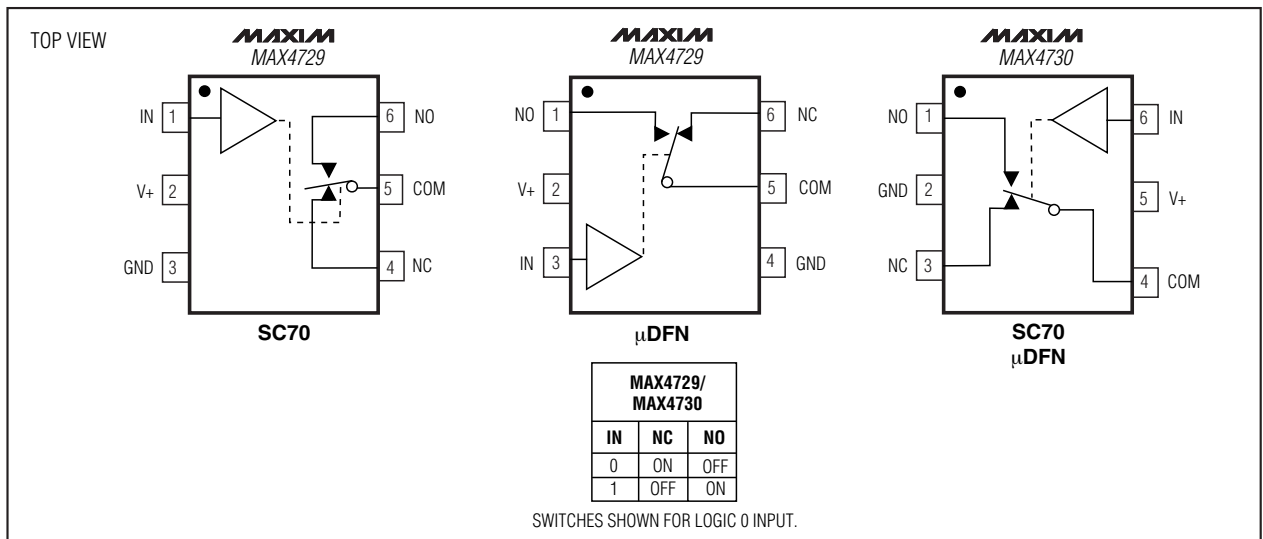 TOP VIEW
MAXIM
MAX4729
IN 1
V+ 2
GND 3
6 NO
5 COM
4 NC
SC70
MAXIM
MAX4729
NO 1
V+ 2
IN 3
6 NC
5 COM
4 GND
μDFN
MAXIM
MAX4730
NO 1
GND 2
NC 3
6 IN
5 V+
4 COM
SC70
μDFN
MAX4729/
MAX4730
IN NC NO
0 ON OFF
1 OFF ON
SWITCHES SHOWN FOR LOGIC 0 INPUT.